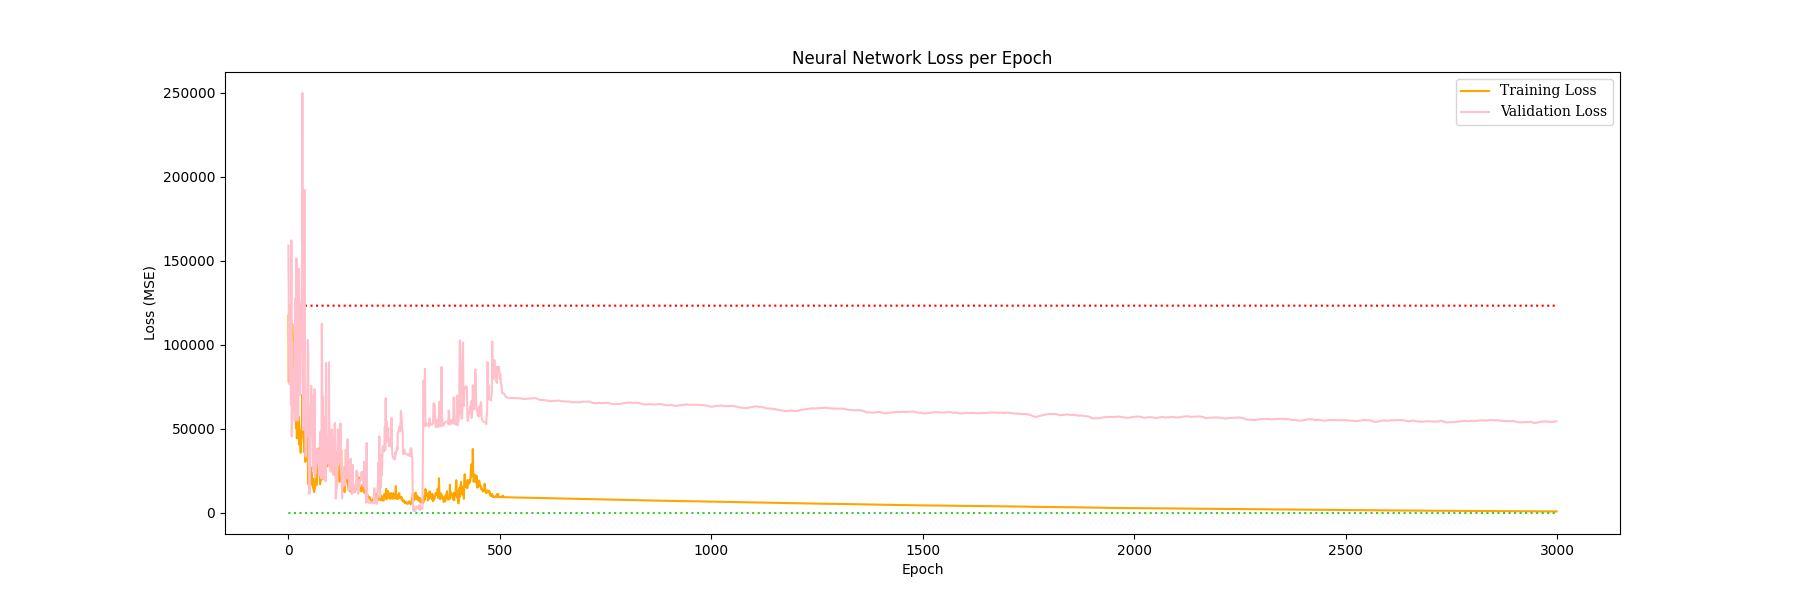 Neural Network Loss per Epoch
Training Loss
Validation Loss
250000
200000
150000
100000
50000
0
Loss (MSE)
0 500 1000 1500 2000 2500 3000
Epoch